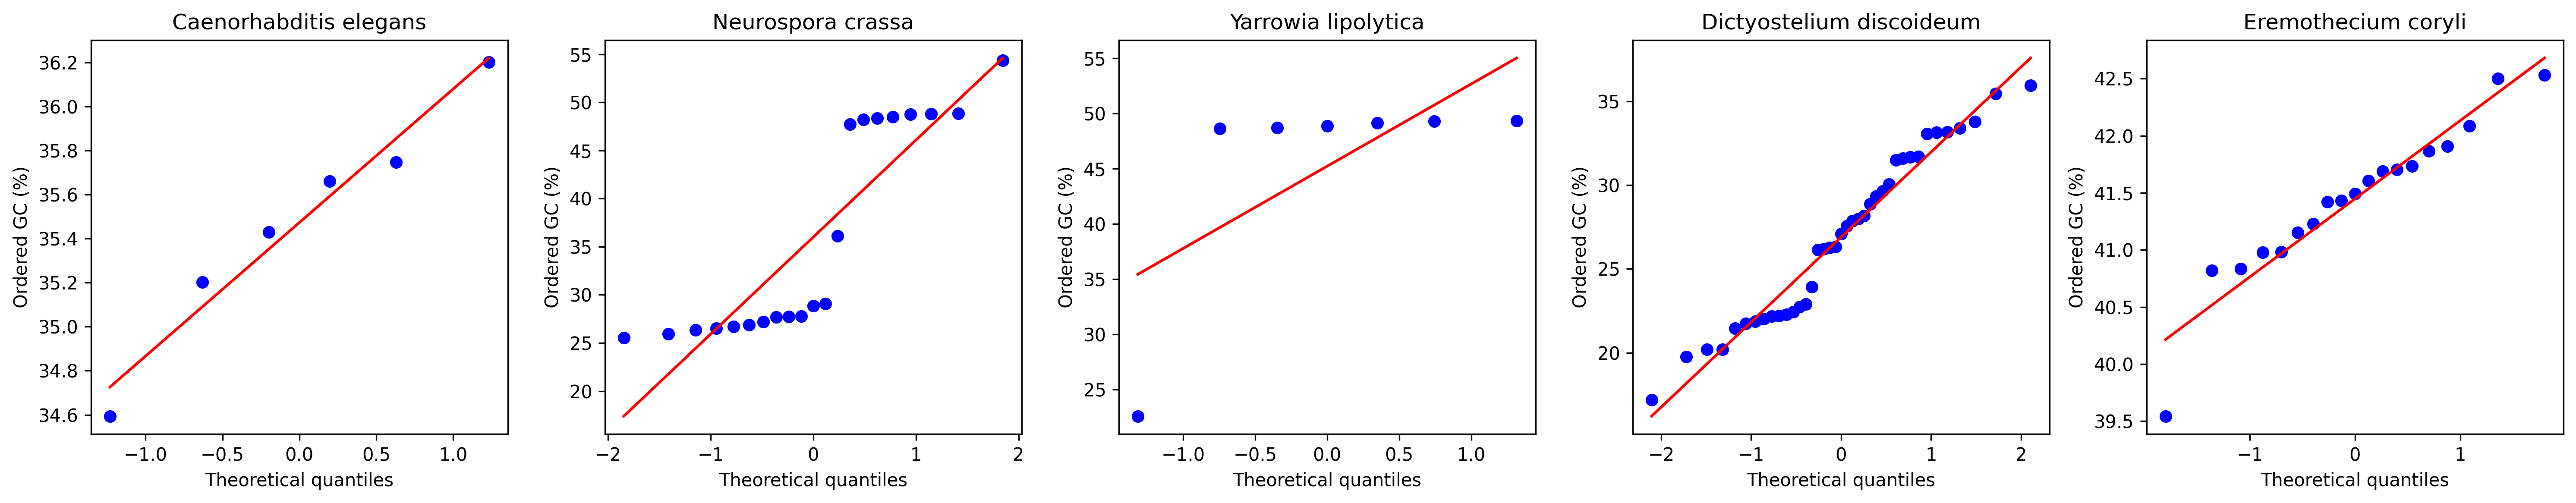 Caenorhabditis elegans
Ordered GC (%)
36.2
36.0
35.8
35.6
35.4
35.2
35.0
34.8
34.6
−1.0 −0.5 0.0 0.5 1.0
Theoretical quantiles
Neurospora crassa
Ordered GC (%)
55
50
45
40
35
30
25
20
−2 −1 0 1 2
Theoretical quantiles
Yarrowia lipolytica
Ordered GC (%)
55
50
45
40
35
30
25
−1.0 −0.5 0.0 0.5 1.0
Theoretical quantiles
Dictyostelium discoideum
Ordered GC (%)
35
30
25
20
−2 −1 0 1 2
Theoretical quantiles
Eremothecium coryli
Ordered GC (%)
42.5
42.0
41.5
41.0
40.5
40.0
39.5
−1 0 1
Theoretical quantiles